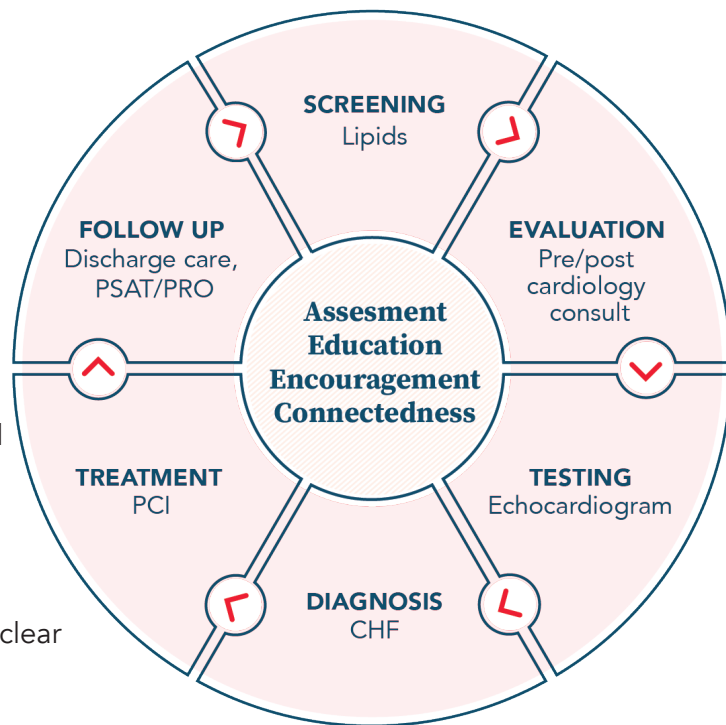 SCREENING
Lipids
EVALUATION
Pre/post
cardiology
consult
TESTING
Echocardiogram
DIAGNOSIS
CHF
TREATMENT
PCI
FOLLOW UP
Discharge care,
PSAT/PRO
Assesment
Education
Encouragement
Connectedness
clear